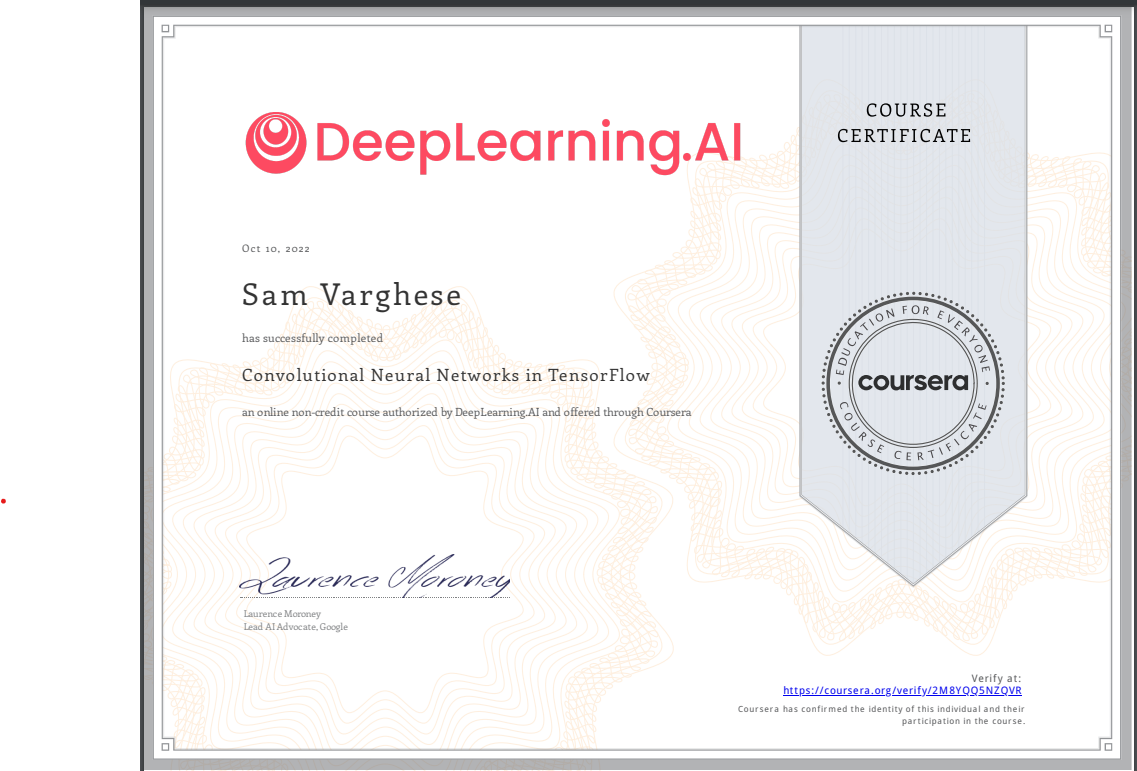 DeepLearning.AI
COURSE
CERTIFICATE
Oct 10, 2022
Sam Varghese
has successfully completed
Convolutional Neural Networks in TensorFlow
an online non-credit course authorized by DeepLearning.AI and offered through Coursera
EDUCATION FOR EVERYONE
coursera
COURSE CERTIFICATE
Laurence Moroney
Laurence Moroney
Lead AI Advocate, Google
Verify at:
https://coursera.org/verify/2M8YQQ5NZQVR
Coursera has confirmed the identity of this individual and their
participation in the course.